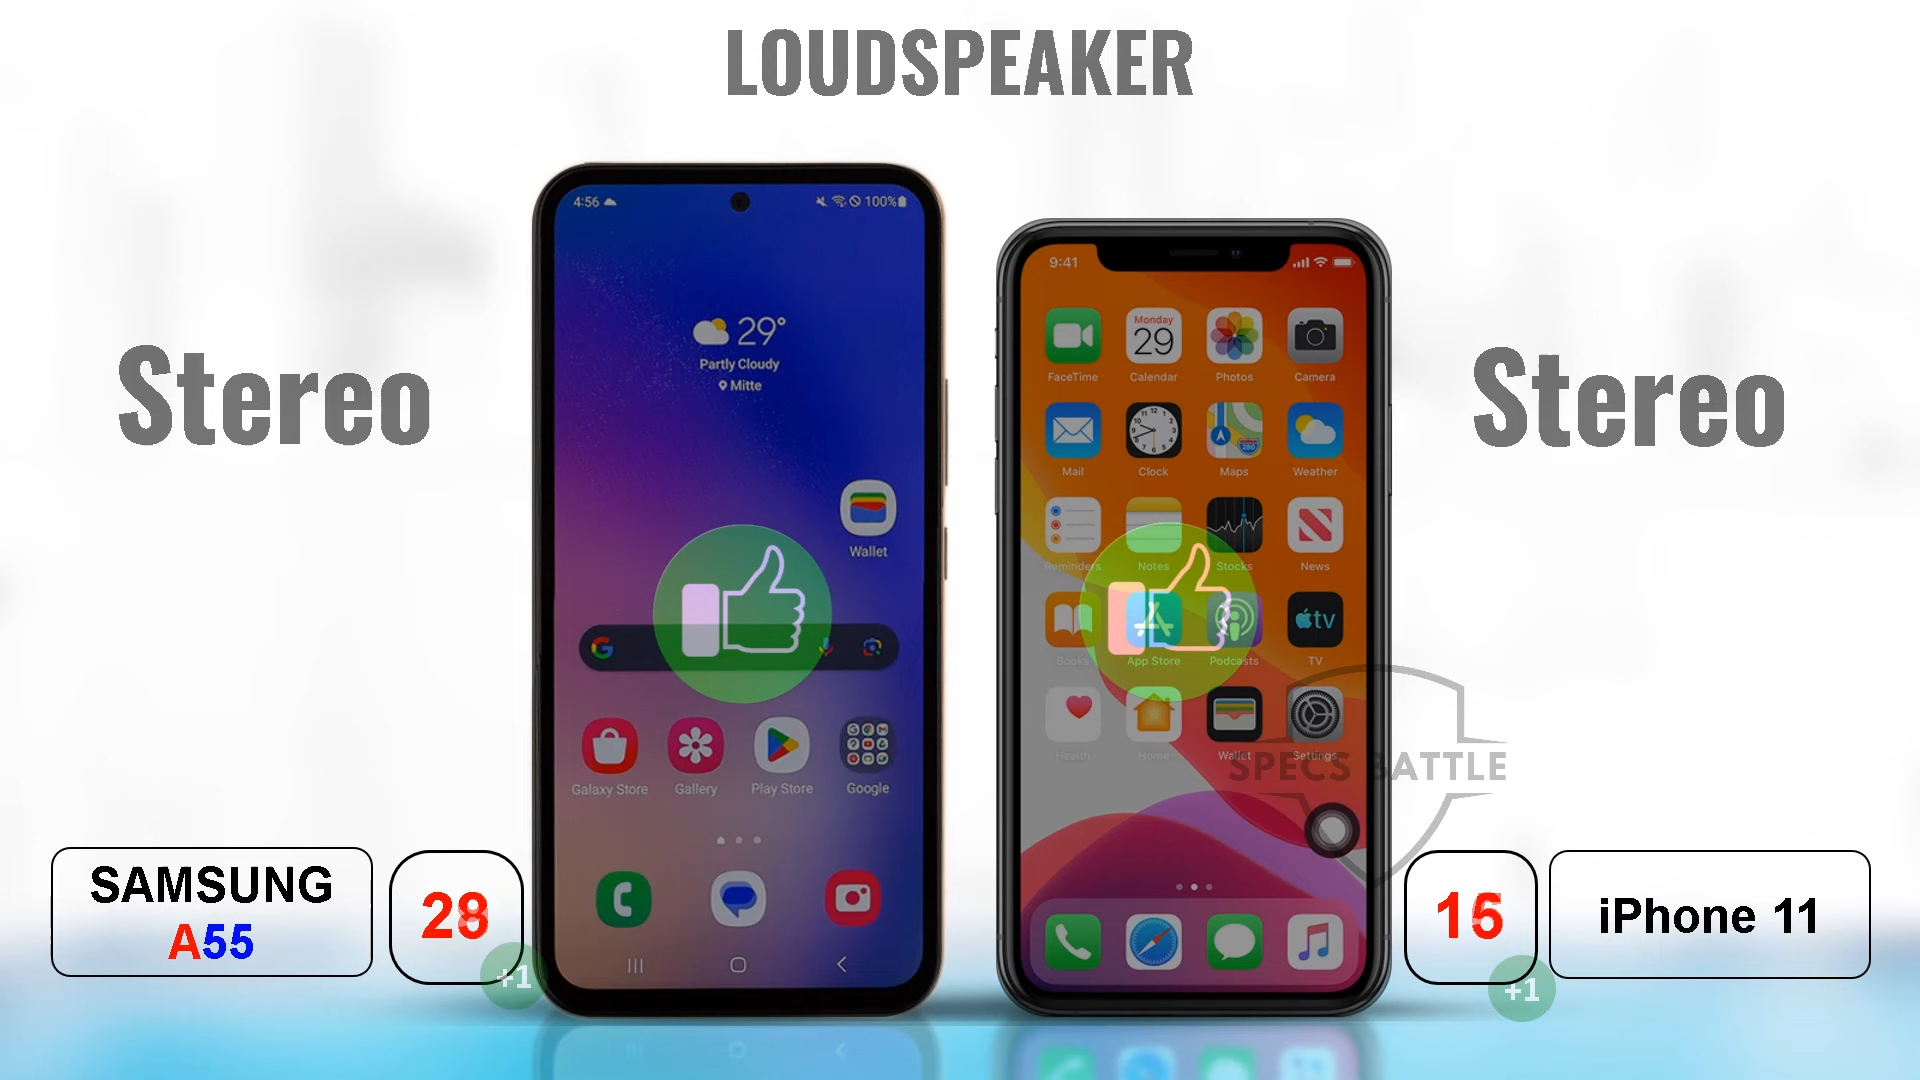 LOUDSPEAKER
Stereo
Stereo
4:56
100%
29°
Partly Cloudy
Mitte
Wallet
Galaxy Store
Gallery
Play Store
Google
9:41
Monday
29
FaceTime
Calendar
Photos
Camera
Mail
Clock
Maps
Weather
Reminders
Notes
Stocks
News
tv
Books
App Store
Podcasts
TV
Health
Home
Wallet
Settings
SPECS BATTLE
SAMSUNG
A55
28
+1
15
+1
iPhone 11